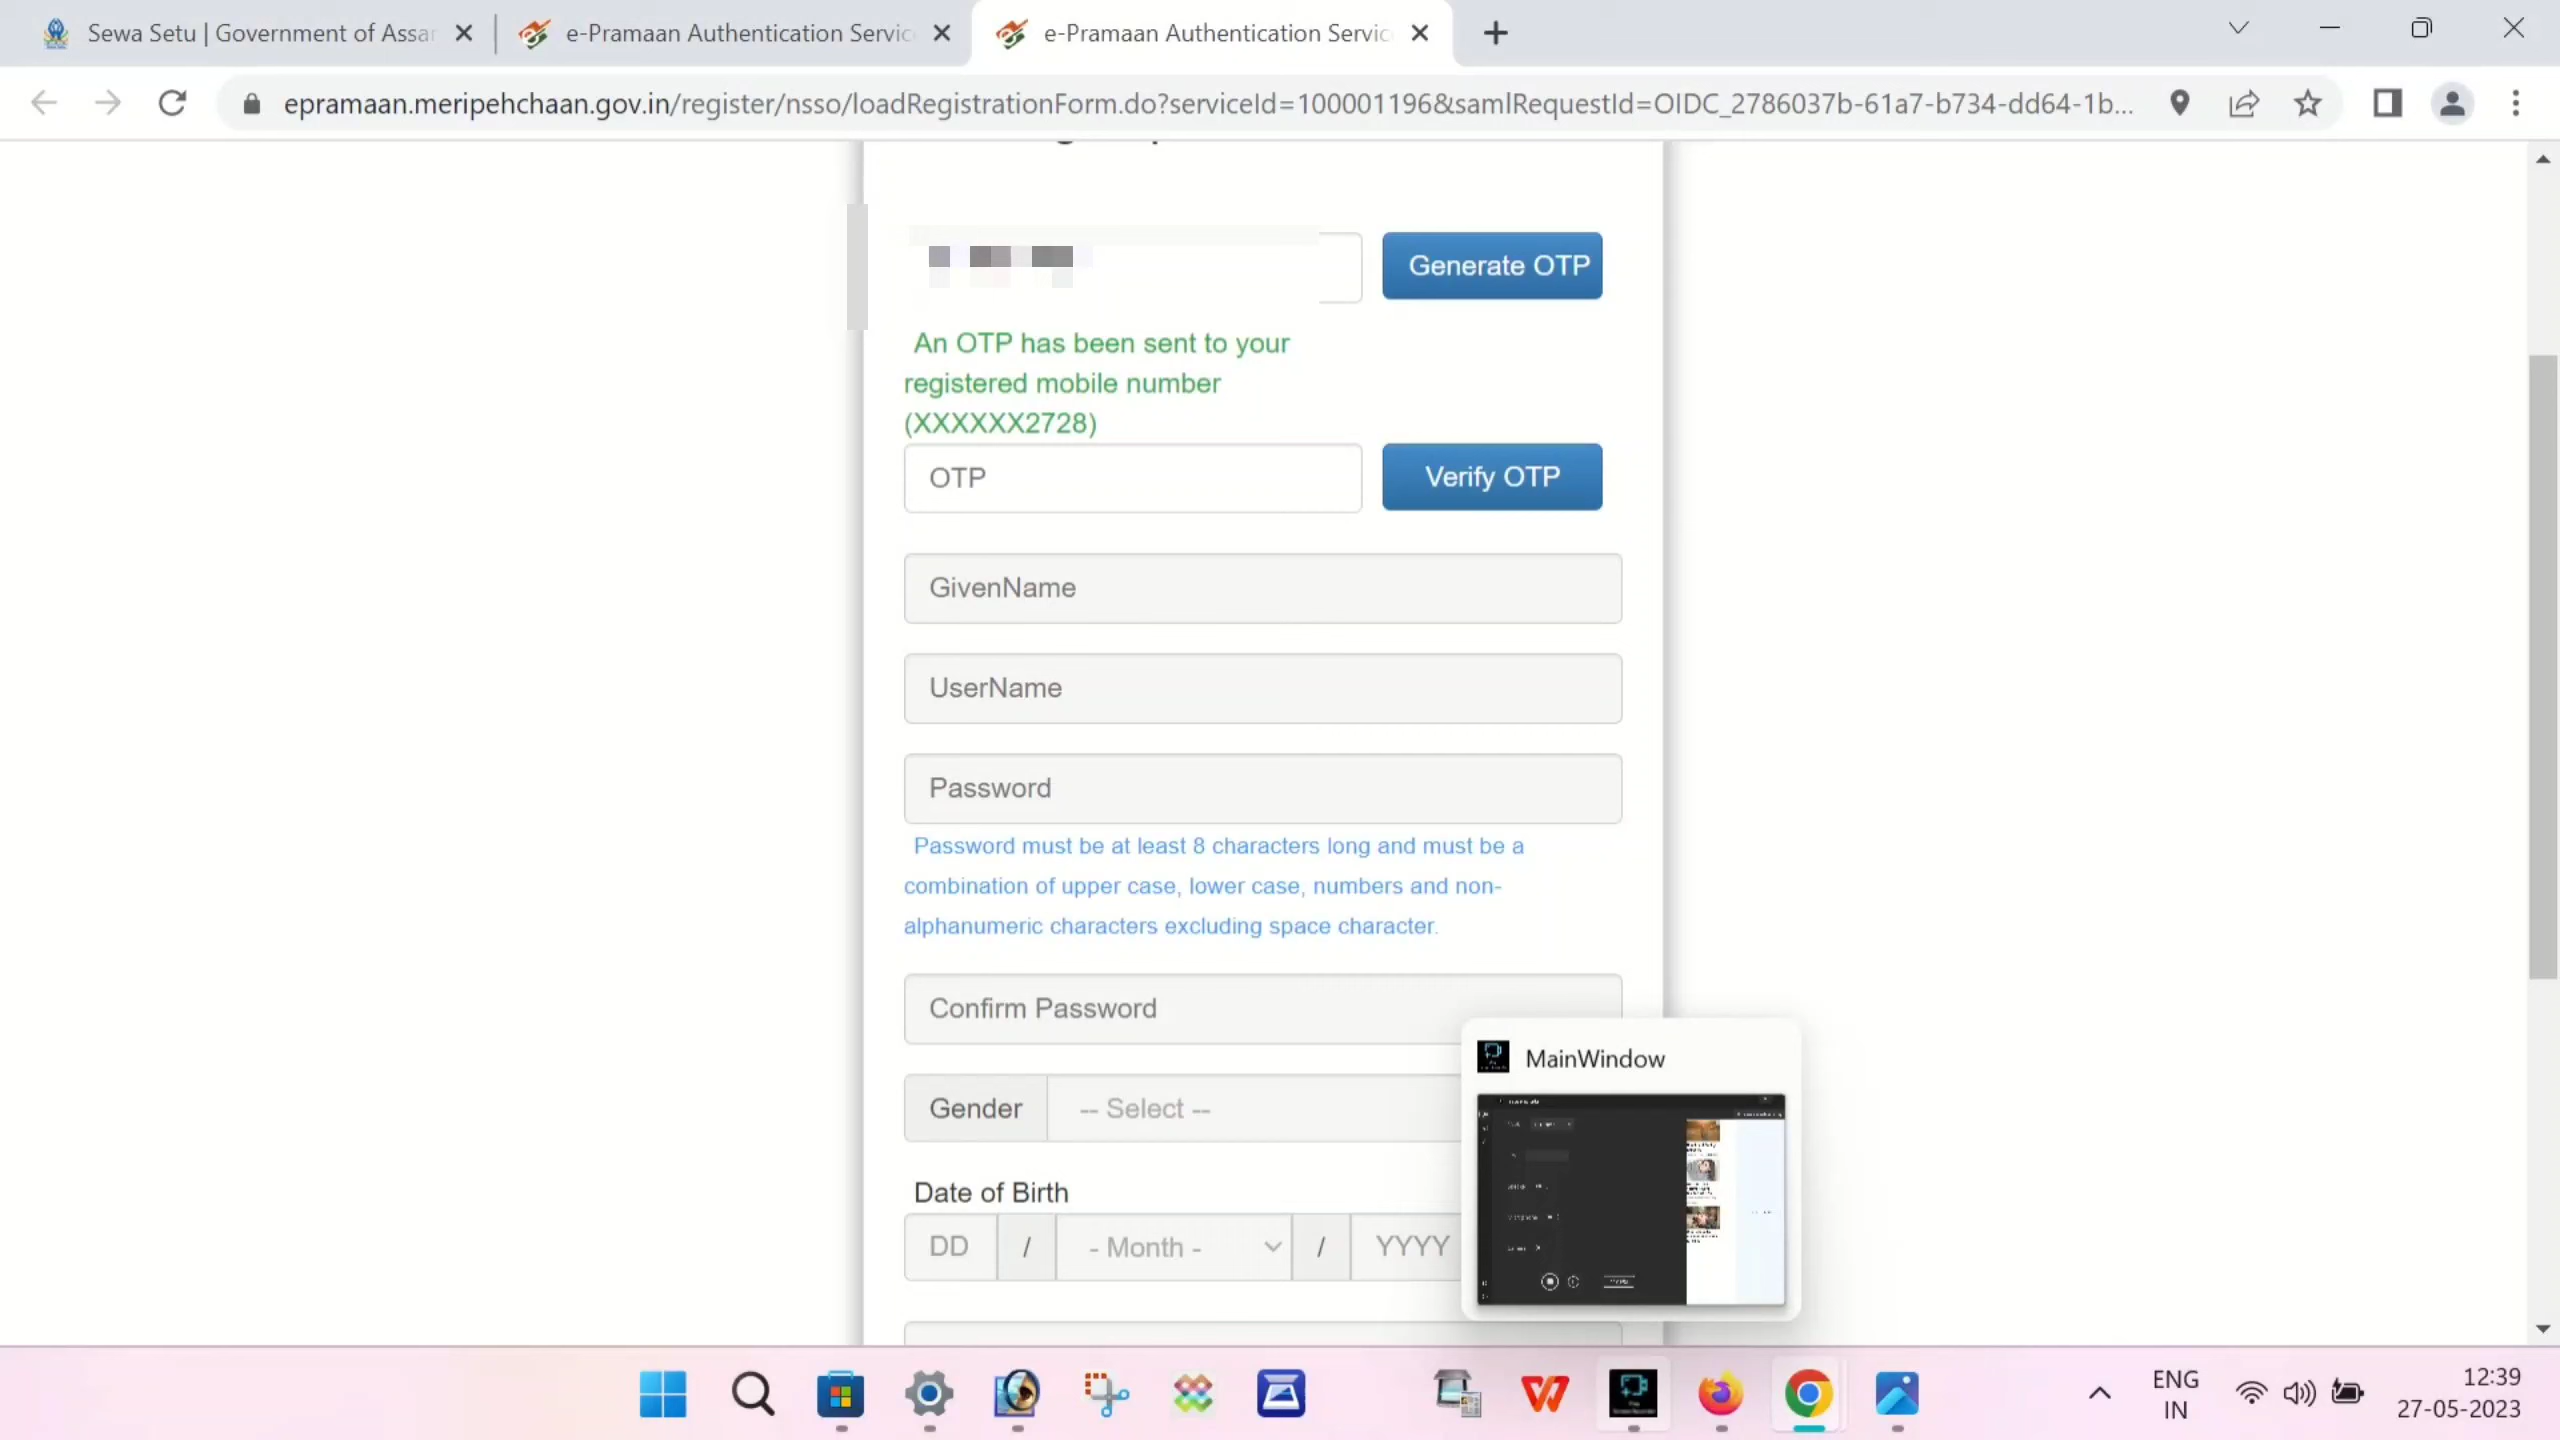 Sewa Setu | Government of Assar
e-Pramaan Authentication Servic
e-Pramaan Authentication Servic
epramaan.meripehchaan.gov.in/register/nsso/loadRegistrationForm.do?serviceId=100001196&samlRequestId=OIDC_2786037b-61a7-b734-dd64-1b...
Generate OTP
An OTP has been sent to your
registered mobile number
(XXXXXX2728)
OTP
Verify OTP
GivenName
UserName
Password
Password must be at least 8 characters long and must be a
combination of upper case, lower case, numbers and non-
alphanumeric characters excluding space character.
Confirm Password
MainWindow
Gender
-- Select --
Date of Birth
DD / - Month - / YYYY
ENG
IN
12:39
27-05-2023